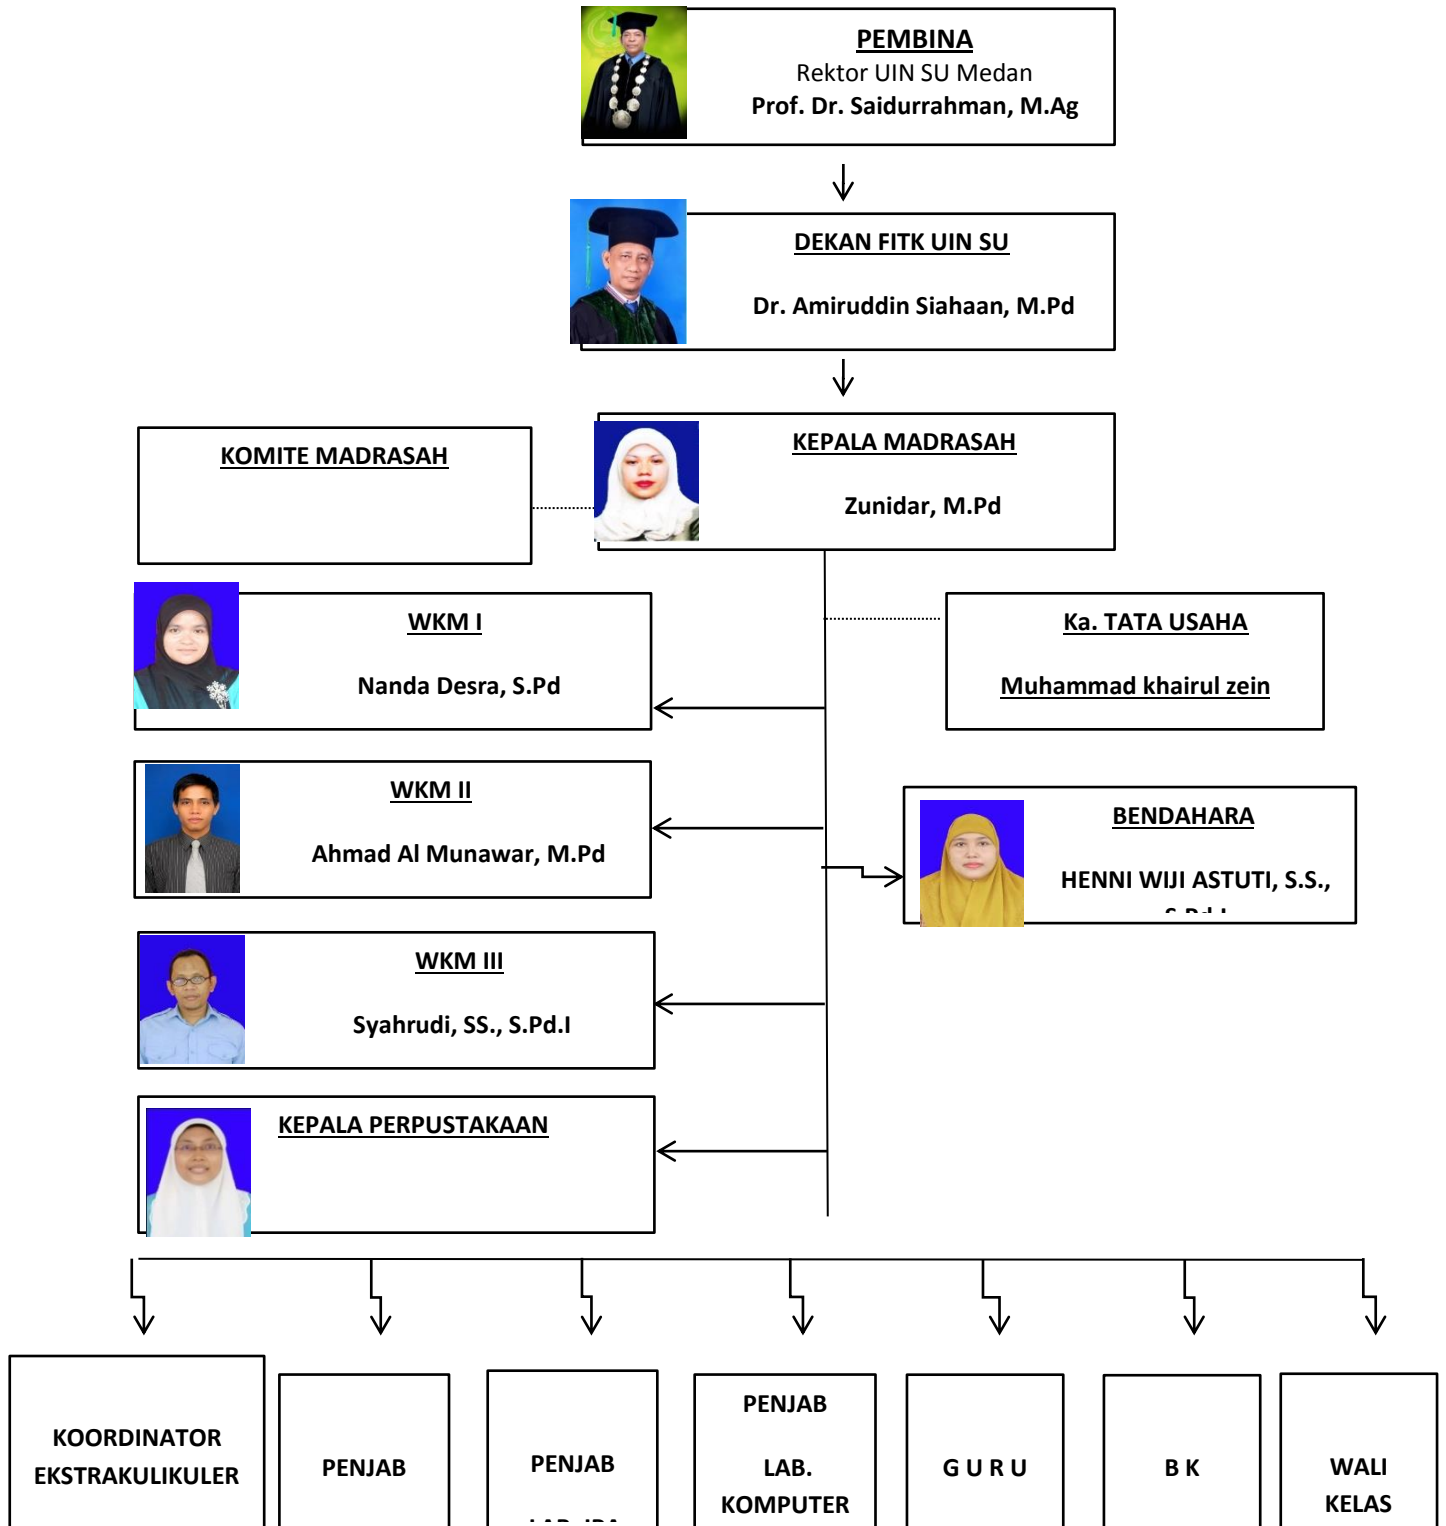 PEMBINA
Rektor UIN SU Medan
Prof. Dr. Saidurrahman, M.Ag
DEKAN FITK UIN SU
Dr. Amiruddin Siahaan, M.Pd
KOMITE MADRASAH
KEPALA MADRASAH
Zunidar, M.Pd
WKM I
Nanda Desra, S.Pd
Ka. TATA USAHA
Muhammad khairul zein
WKM II
Ahmad Al Munawar, M.Pd
BENDAHARA
HENNI WIJI ASTUTI, S.S.,
WKM III
Syahrudi, SS., S.Pd.I
KEPALA PERPUSTAKAAN
KOORDINATOR
EKSTRAKULIKULER
PENJAB
PENJAB
PENJAB
LAB.
KOMPUTER
G U R U
B K
WALI
KELAS